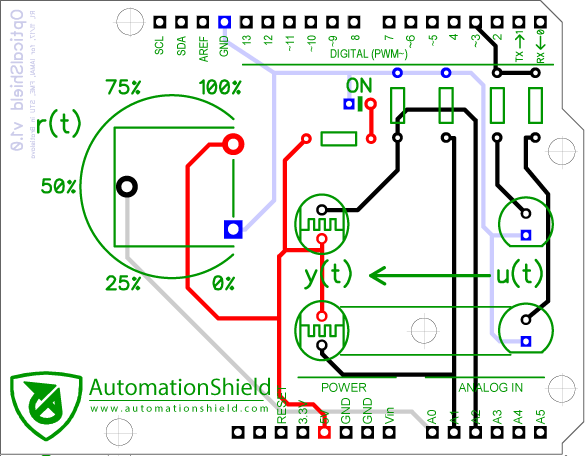 SCL
SDA
AREF
GND
13
12
~11
~10
~9
8
7
~6
~5
4
~3
2
TX→1
RX←0
DIGITAL (PWM~)
OpticalShield v1.0
75%
100%
ON
r(t)
50%
25%
0%
y(t)
u(t)
AutomationShield
www.automationshield.com
POWER
ANALOG IN
RESET
3.3V
5V
GND
GND
Vin
A0
A1
A2
A3
A4
A5